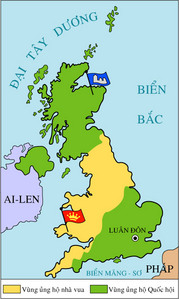 ĐẠI TÂY DƯƠNG
BIỂN
BẮC
AI-LEN
LUÂN ĐÔN
BIỂN MĂNG - SƠ
PHÁP
Vùng ủng hộ nhà vua
Vùng ủng hộ Quốc hội